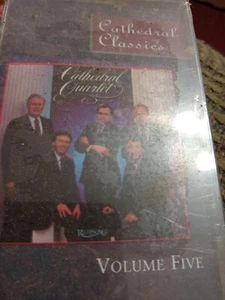 Cathedral
Classics
Cathedral
Quartet
VOLUME FIVE